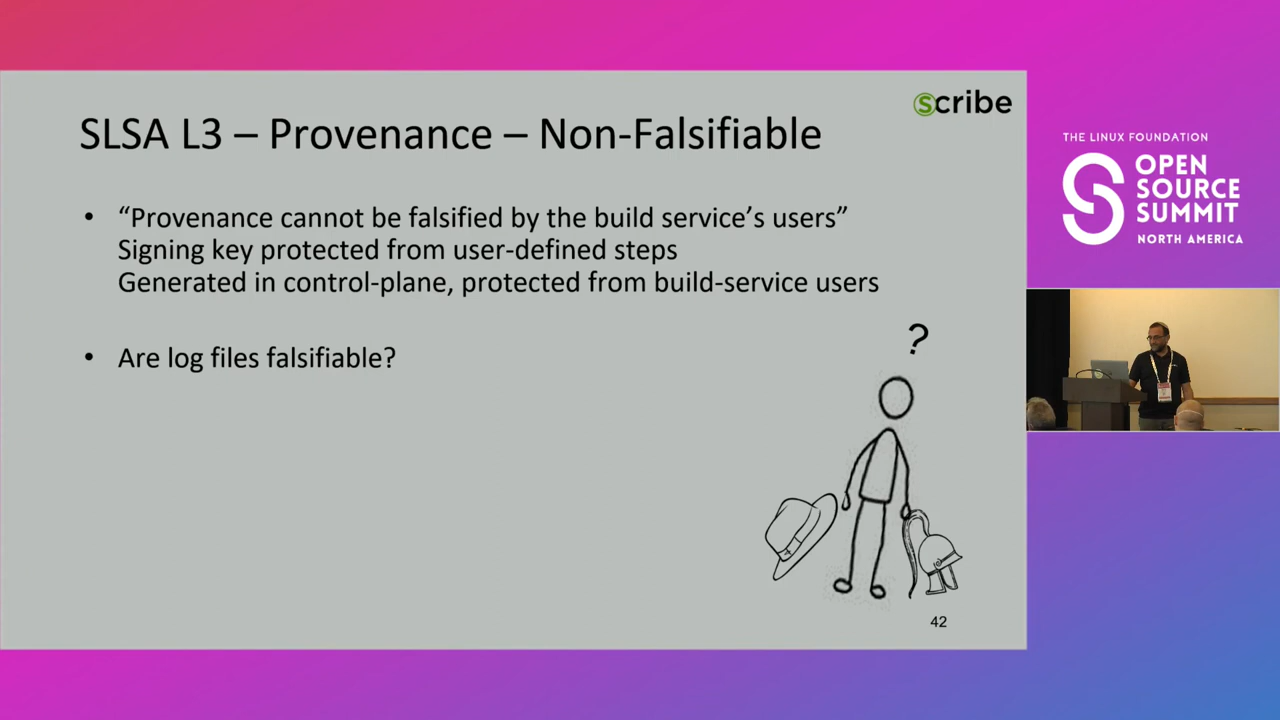 scribe
SLSA L3 – Provenance – Non-Falsifiable
• “Provenance cannot be falsified by the build service’s users”
Signing key protected from user-defined steps
Generated in control-plane, protected from build-service users
• Are log files falsifiable?
?
42
THE LINUX FOUNDATION
OPEN
SOURCE
SUMMIT
NORTH AMERICA